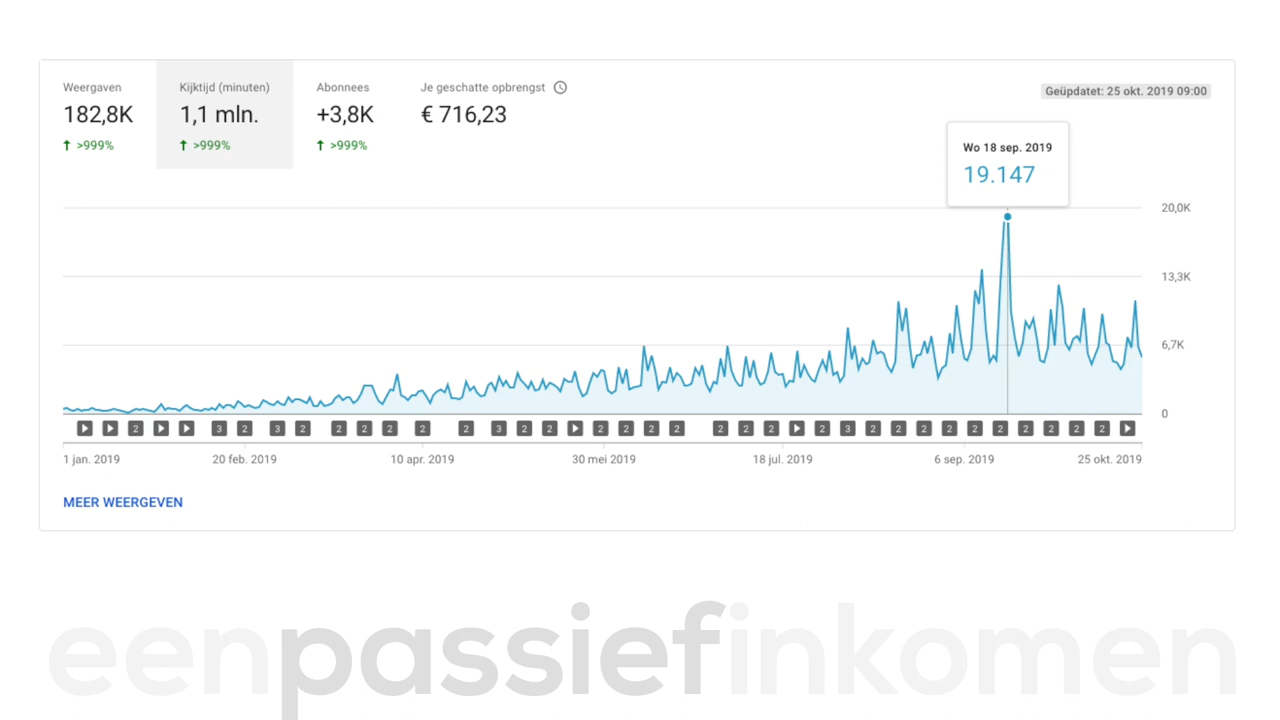 Weergaven
182,8K
>999%
Kijktijd (minuten)
1,1 mln.
>999%
Abonnees
+3,8K
>999%
Je geschatte opbrengst
€ 716,23
Geüpdatet: 25 okt. 2019 09:00
Wo 18 sep. 2019
19.147
20,0K
13,3K
6,7K
0
2 3 2 3 2 2 2 2 2 2 3 2 2 2 2 2 2 2 2 2 2 3 2 2 2 2 2 2 2 2 2 2
1 jan. 2019 20 feb. 2019 10 apr. 2019 30 mei 2019 18 jul. 2019 6 sep. 2019 25 okt. 2019
MEER WEERGEVEN
eenpassiefinkomen